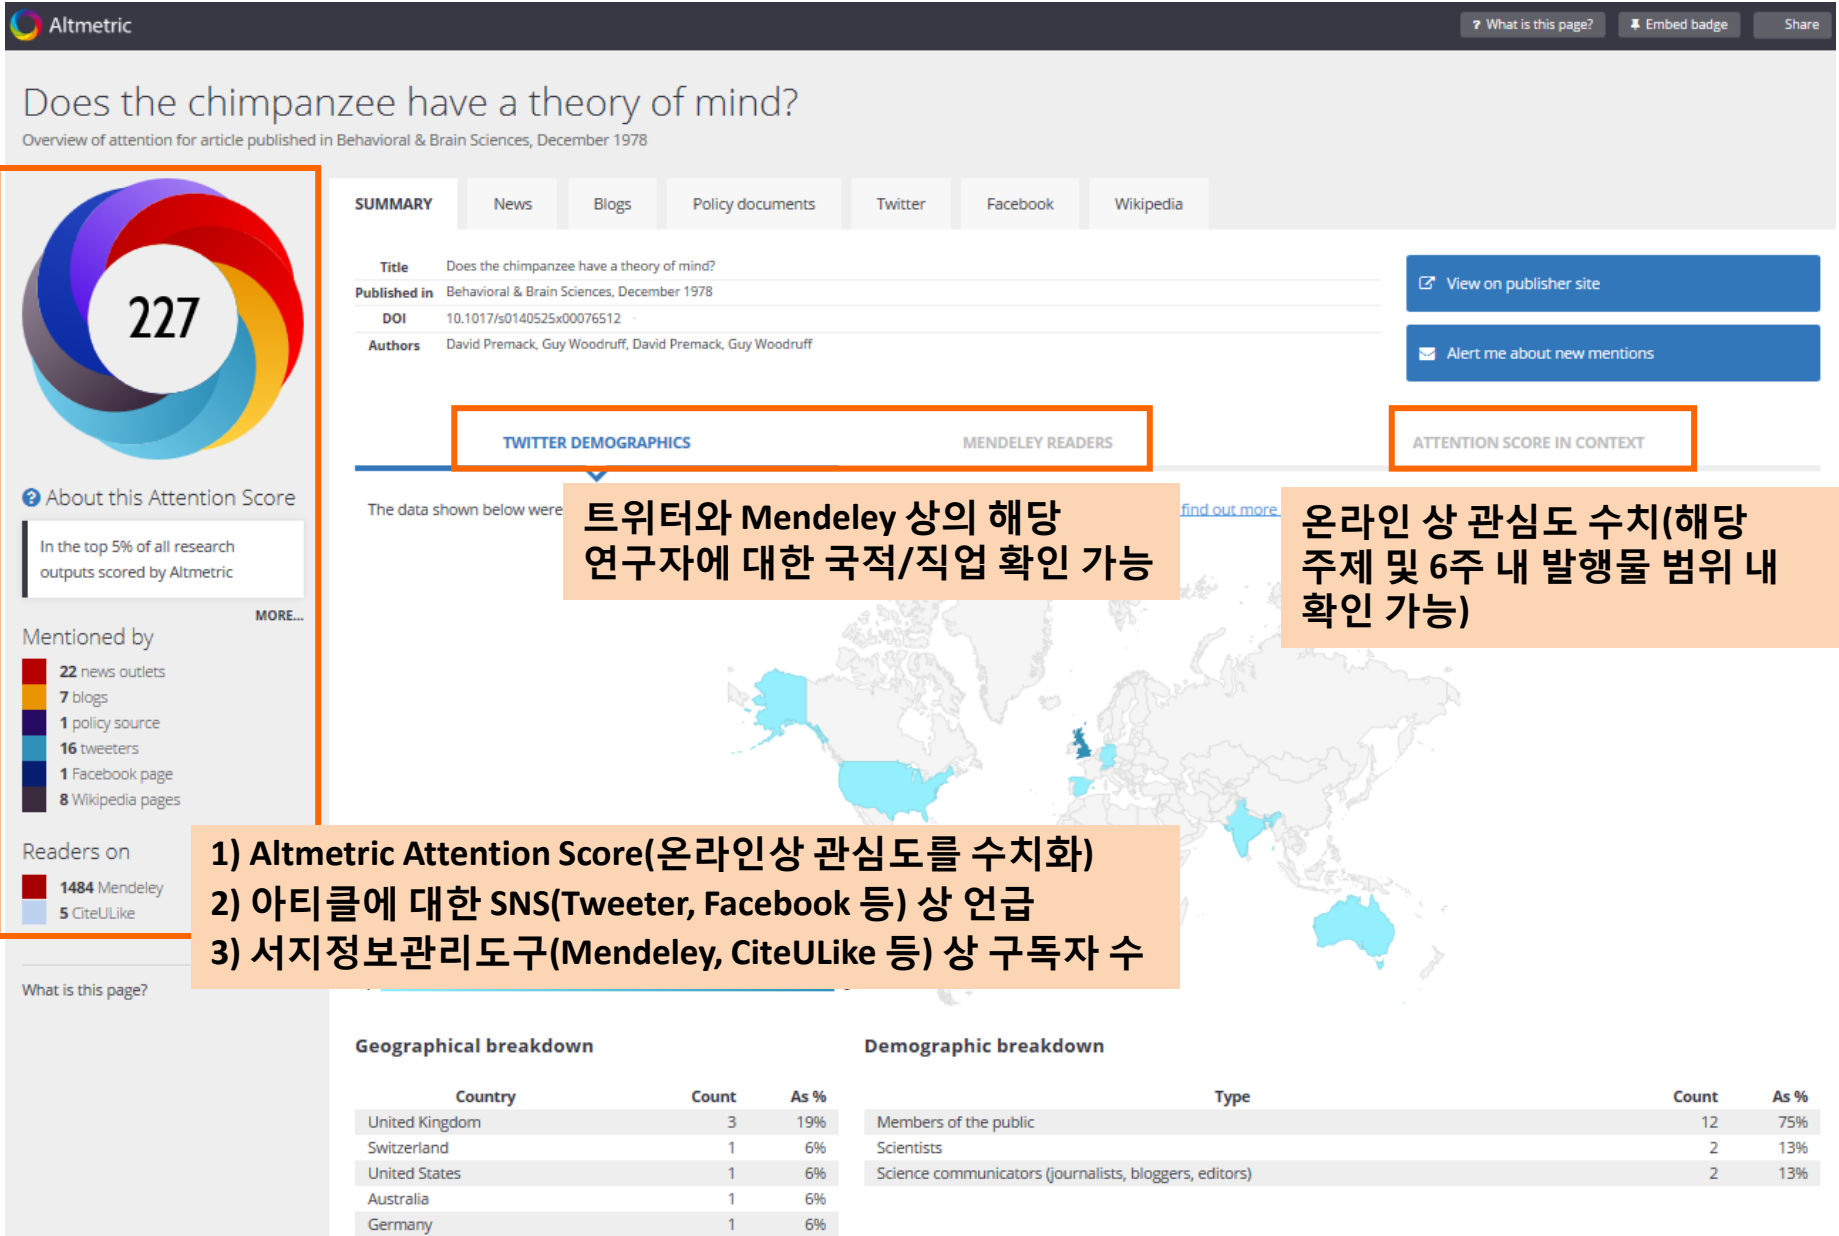 Altmetric
? What is this page?
Embed badge
Share
Does the chimpanzee have a theory of mind?
Overview of attention for article published in Behavioral & Brain Sciences, December 1978
227
About this Attention Score
In the top 5% of all research
outputs scored by Altmetric
MORE...
Mentioned by
22 news outlets
7 blogs
1 policy source
16 tweeters
1 Facebook page
8 Wikipedia pages
Readers on
1484 Mendeley
5 CiteULike
What is this page?
SUMMARY News Blogs Policy documents Twitter Facebook Wikipedia
Title Does the chimpanzee have a theory of mind?
Published in Behavioral & Brain Sciences, December 1978
DOI 10.1017/s0140525x00076512
Authors David Premack, Guy Woodruff, David Premack, Guy Woodruff
View on publisher site
Alert me about new mentions
TWITTER DEMOGRAPHICS MENDELEY READERS ATTENTION SCORE IN CONTEXT
The data shown below were
find out more
트위터와 Mendeley 상의 해당
연구자에 대한 국적/직업 확인 가능
온라인 상 관심도 수치(해당
주제 및 6주 내 발행물 범위 내
확인 가능)
1) Altmetric Attention Score(온라인상 관심도를 수치화)
2) 아티클에 대한 SNS(Tweeter, Facebook 등) 상 언급
3) 서지정보관리도구(Mendeley, CiteULike 등) 상 구독자 수
Geographical breakdown
Country Count As %
United Kingdom 3 19%
Switzerland 1 6%
United States 1 6%
Australia 1 6%
Germany 1 6%
Demographic breakdown
Type Count As %
Members of the public 12 75%
Scientists 2 13%
Science communicators (journalists, bloggers, editors) 2 13%